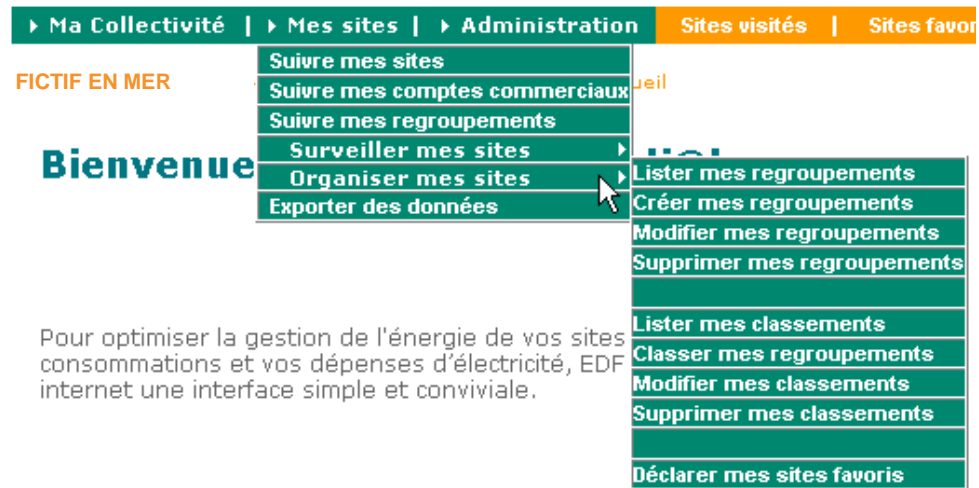 Ma Collectivité | Mes sites | Administration Sites visités | Sites favor
Suivre mes sites
FICTIF EN MER
Suivre mes comptes commerciaux
ueil
Suivre mes regroupements
Bienvenue
Surveiller mes sites
Organiser mes sites
Exporter des données
Lister mes regroupements
Créer mes regroupements
Modifier mes regroupements
Supprimer mes regroupements
Lister mes classements
Classer mes regroupements
Modifier mes classements
Supprimer mes classements
Déclarer mes sites favoris
Pour optimiser la gestion de l'énergie de vos sites
consommations et vos dépenses d'électricité, EDF
internet une interface simple et conviviale.